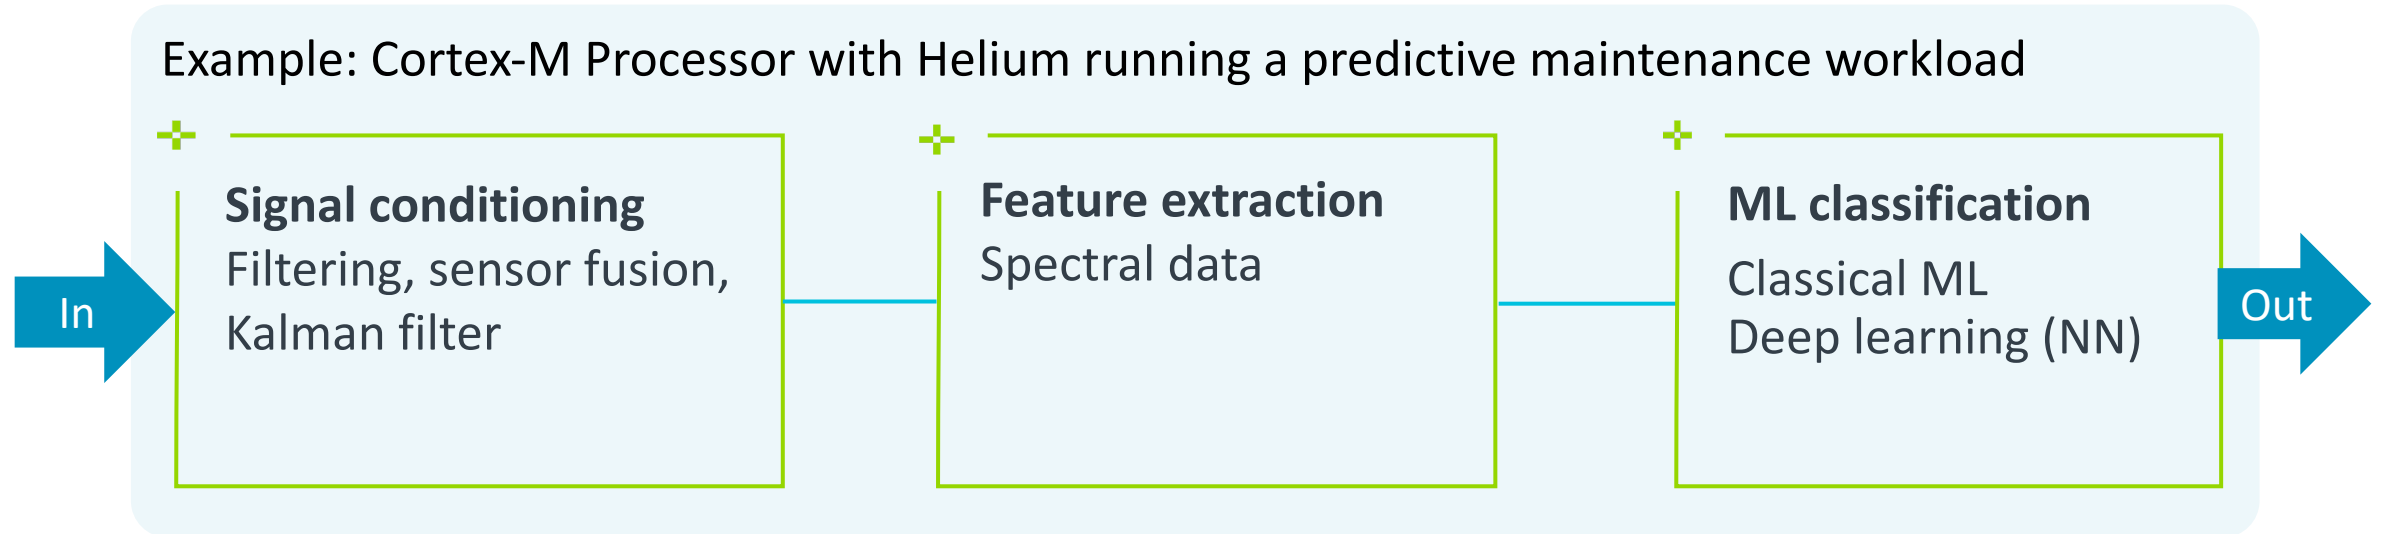 Example: Cortex-M Processor with Helium running a predictive maintenance workload
In
Signal conditioning
Filtering, sensor fusion,
Kalman filter
Feature extraction
Spectral data
ML classification
Classical ML
Deep learning (NN)
Out